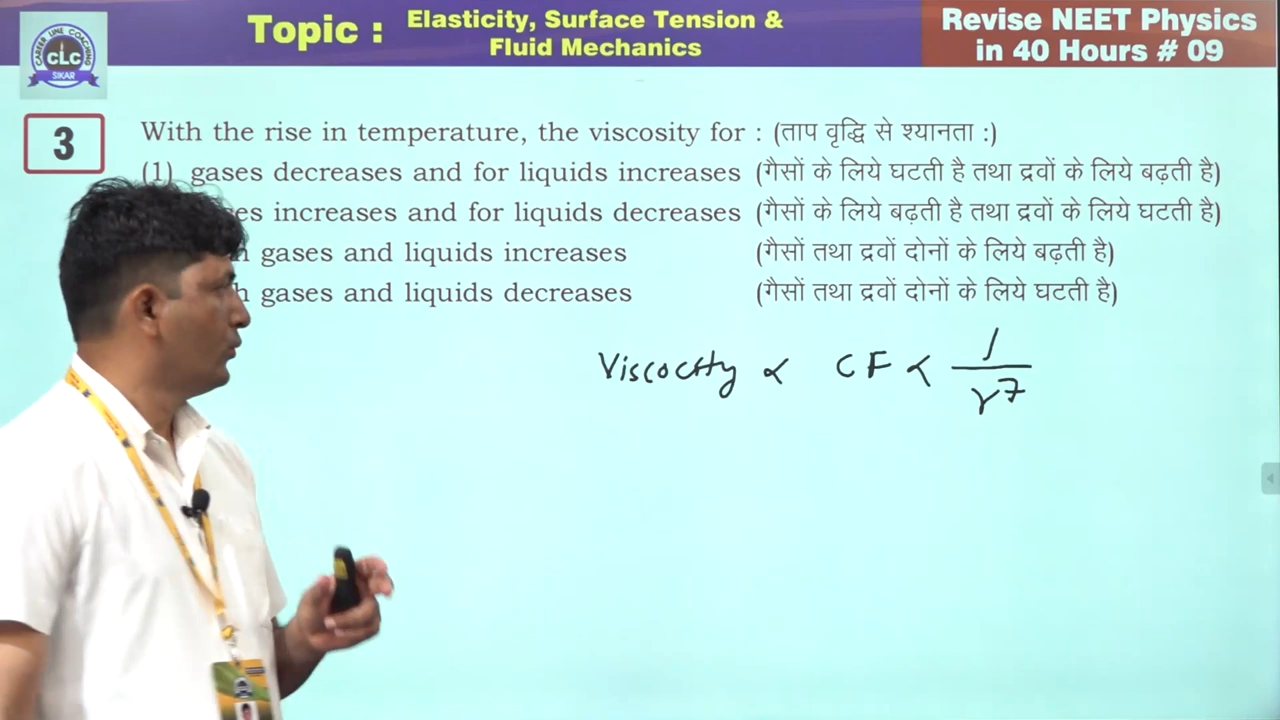 CAREER LINE COACHING
CLC
SIKAR
Topic :
Elasticity, Surface Tension &
Fluid Mechanics
Revise NEET Physics
in 40 Hours # 09
3
With the rise in temperature, the viscosity for : (ताप वृद्धि से श्यानता :)
(1) gases decreases and for liquids increases (गैसों के लिये घटती है तथा द्रवों के लिये बढ़ती है)
increases and for liquids decreases (गैसों के लिये बढ़ती है तथा द्रवों के लिये घटती है)
gases and liquids increases (गैसों तथा द्रवों दोनों के लिये बढ़ती है)
gases and liquids decreases (गैसों तथा द्रवों दोनों के लिये घटती है)
Viscocity ∝ CF ∝ 1/r⁷